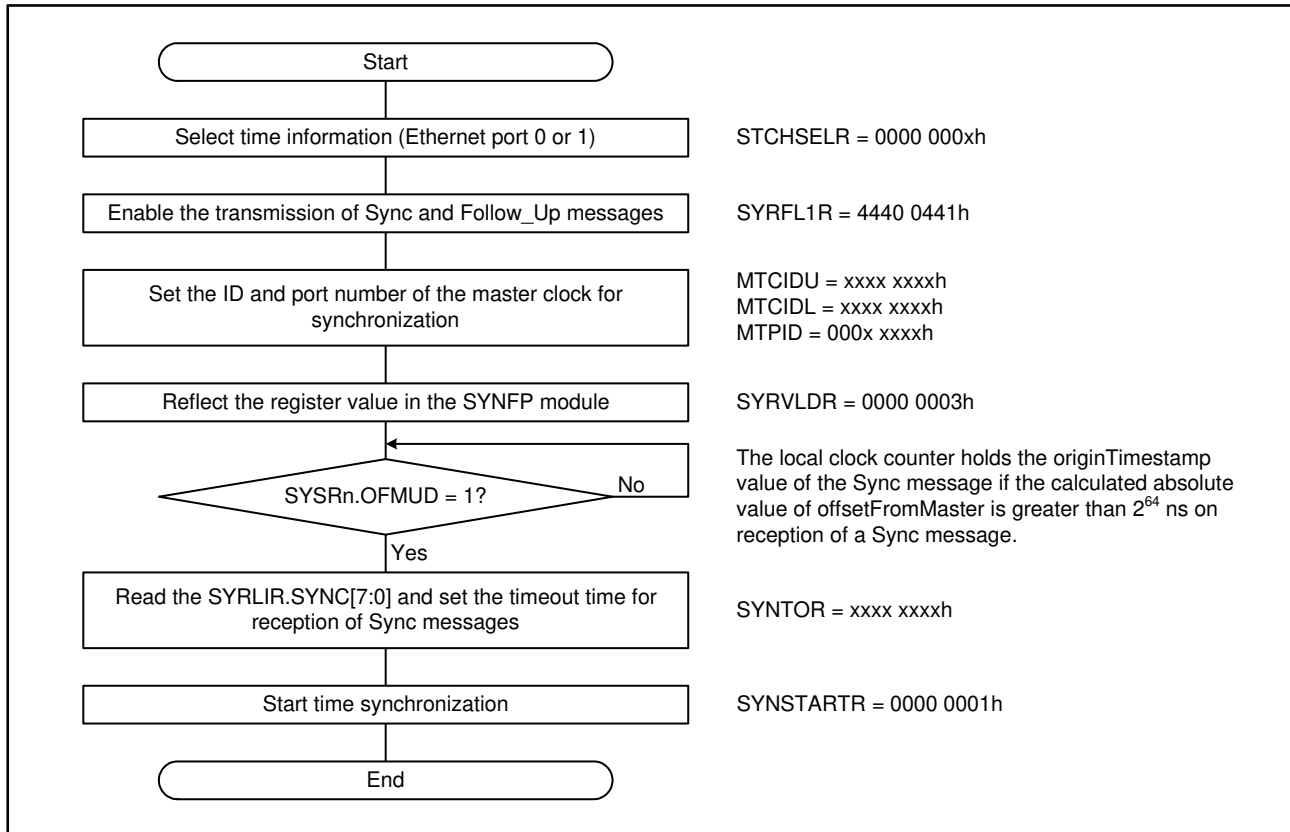 Start
Select time information (Ethernet port 0 or 1)
STCHSELR = 0000 000xh
Enable the transmission of Sync and Follow_Up messages
SYRFL1R = 4440 0441h
Set the ID and port number of the master clock for
synchronization
MTCIDU = xxxx xxxxh
MTCIDL = xxxx xxxxh
MTPID = 000x xxxxh
Reflect the register value in the SYNFP module
SYRVLDR = 0000 0003h
SYSRn.OFMUD = 1?
No
Yes
The local clock counter holds the originTimestamp
value of the Sync message if the calculated absolute
value of offsetFromMaster is greater than 2^64 ns on
reception of a Sync message.
Read the SYRLIR.SYNC[7:0] and set the timeout time for
reception of Sync messages
SYNTOR = xxxx xxxxh
Start time synchronization
SYNSTARTR = 0000 0001h
End